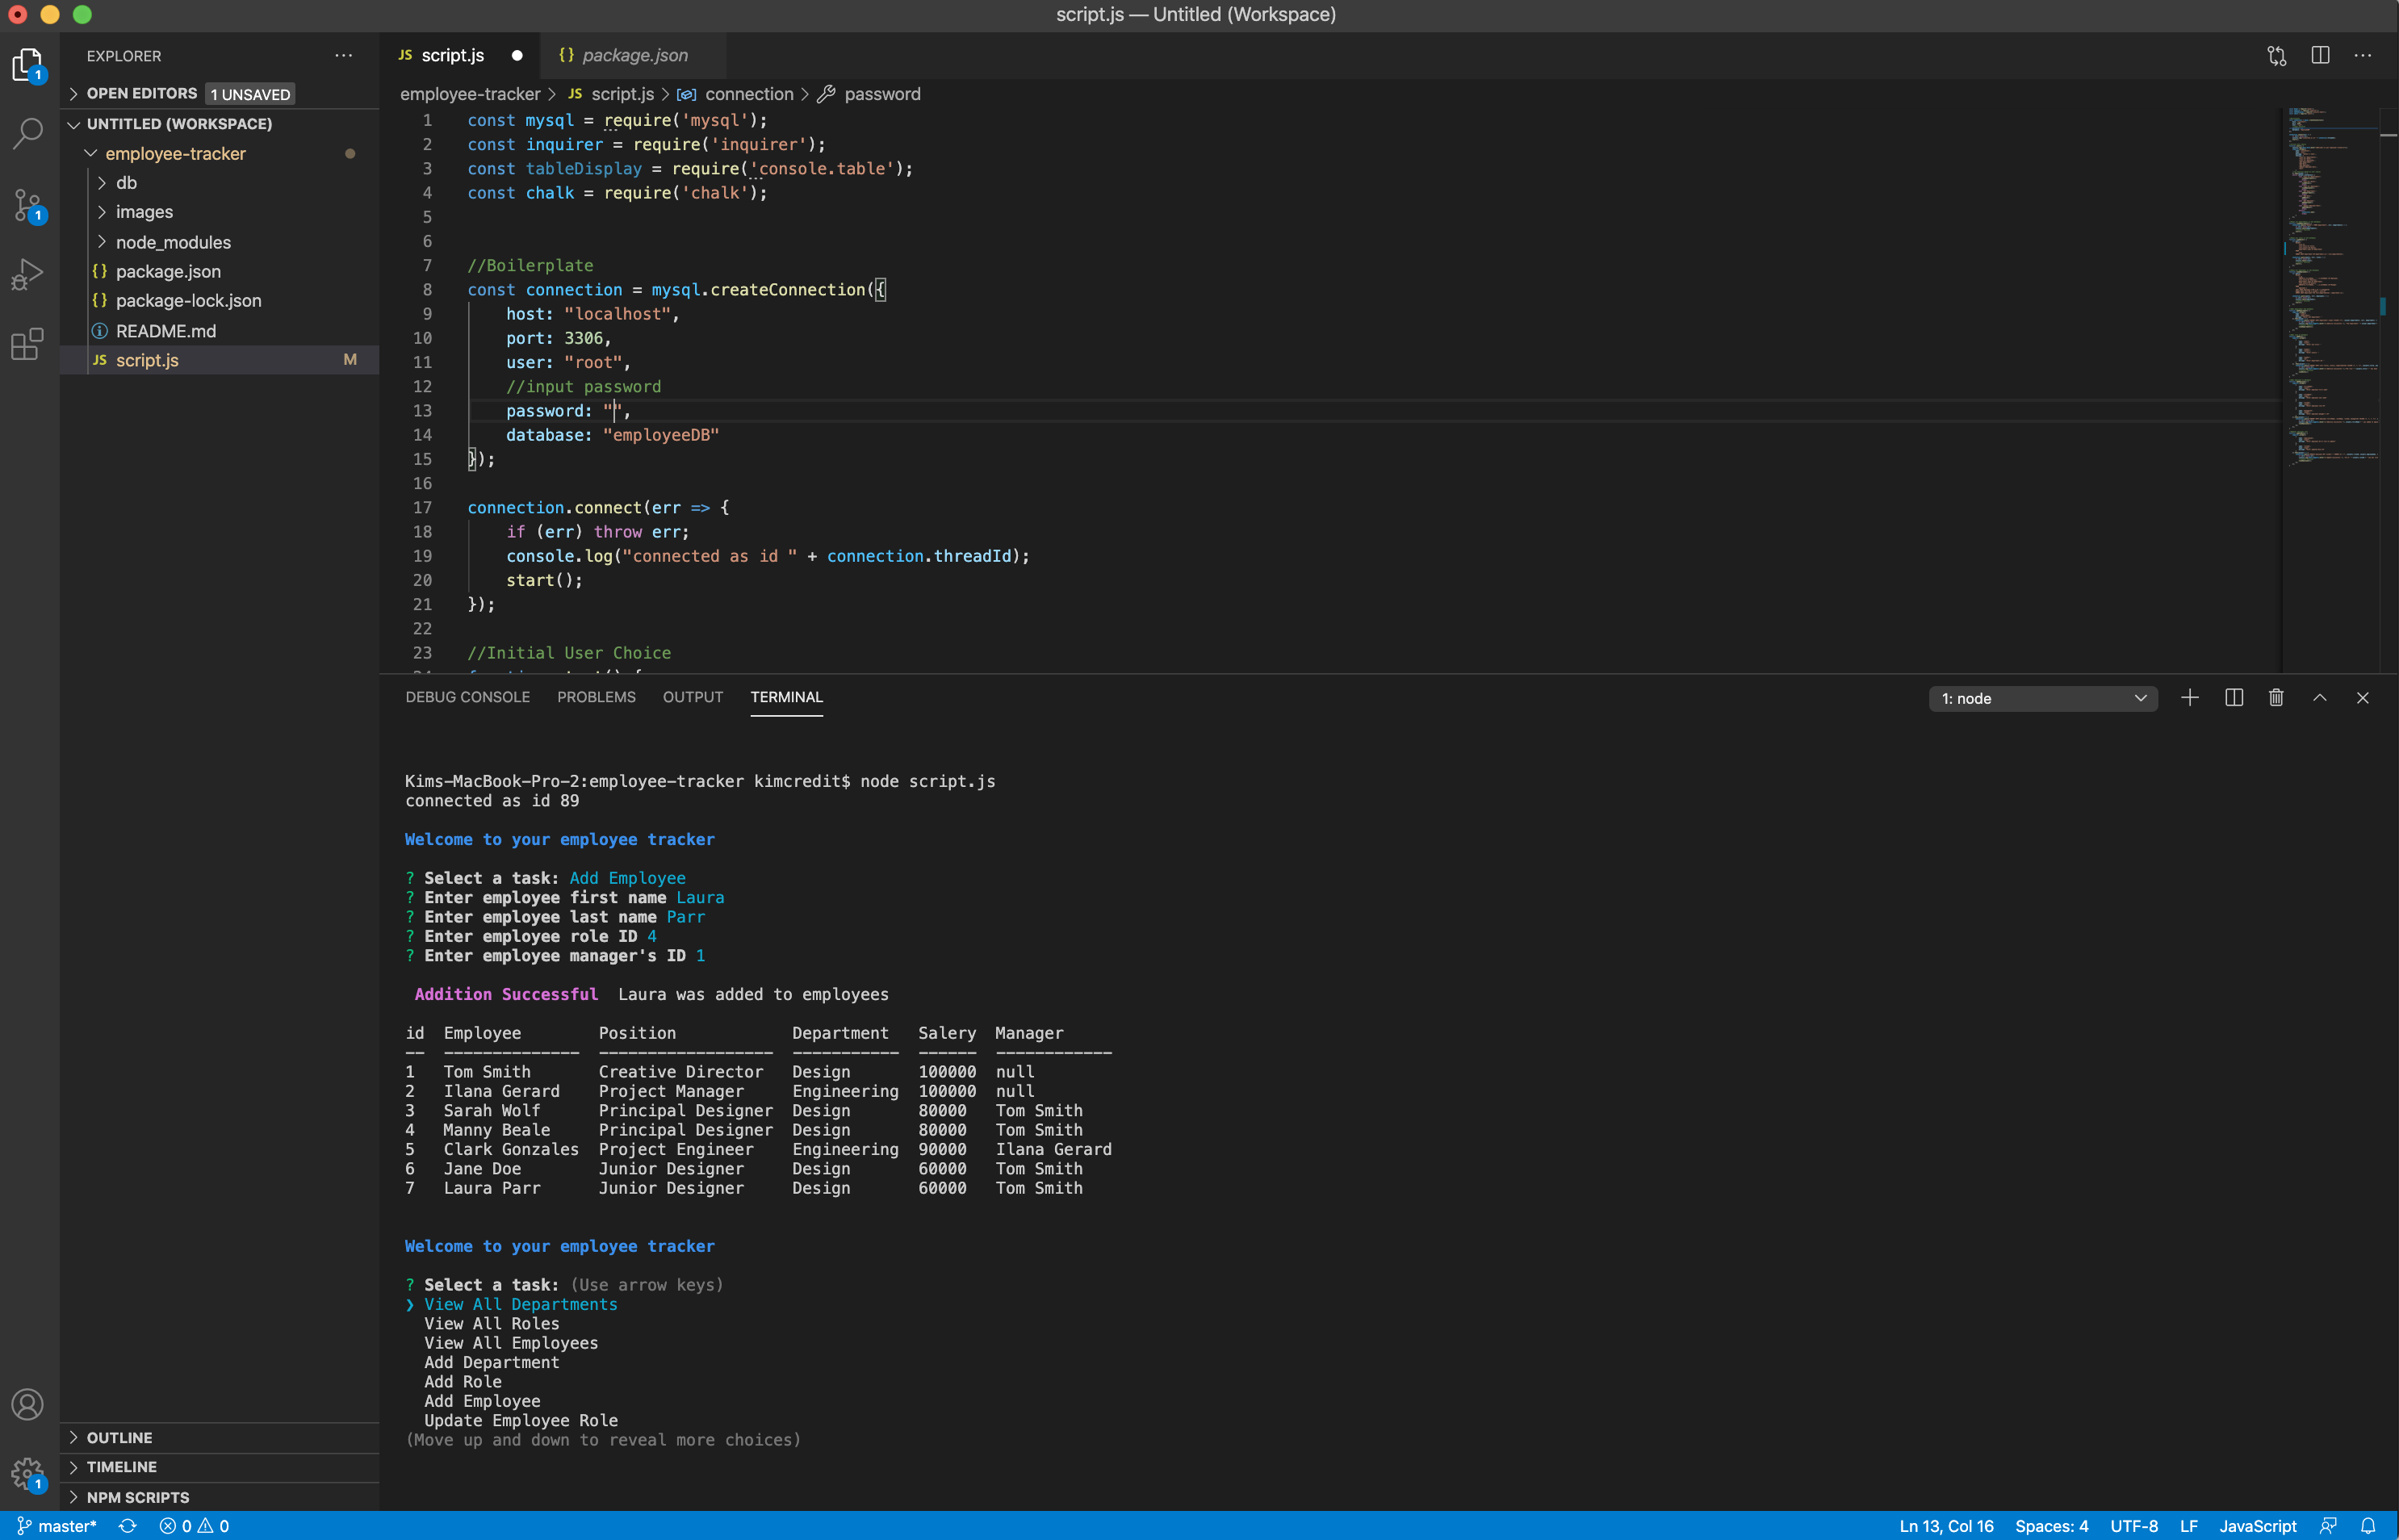 script.js — Untitled (Workspace)
EXPLORER
OPEN EDITORS 1 UNSAVED
UNTITLED (WORKSPACE)
employee-tracker
db
images
node_modules
{} package.json
{} package-lock.json
README.md
JS script.js M
OUTLINE
TIMELINE
NPM SCRIPTS
1
1
1
JS script.js
{} package.json
employee-tracker > JS script.js > connection > password
1 const mysql = require('mysql');
2 const inquirer = require('inquirer');
3 const tableDisplay = require('console.table');
4 const chalk = require('chalk');
5
6
7 //Boilerplate
8 const connection = mysql.createConnection({
9 host: "localhost",
10 port: 3306,
11 user: "root",
12 //input password
13 password: "",
14 database: "employeeDB"
15 });
16
17 connection.connect(err => {
18 if (err) throw err;
19 console.log("connected as id " + connection.threadId);
20 start();
21 });
22
23 //Initial User Choice
DEBUG CONSOLE PROBLEMS OUTPUT TERMINAL
1: node
Kims-MacBook-Pro-2:employee-tracker kimcredit$ node script.js
connected as id 89
Welcome to your employee tracker
? Select a task: Add Employee
? Enter employee first name Laura
? Enter employee last name Parr
? Enter employee role ID 4
? Enter employee manager's ID 1
Addition Successful Laura was added to employees
id Employee Position Department Salery Manager
-- -------------- ------------------ ----------- ------ ------------
1 Tom Smith Creative Director Design 100000 null
2 Ilana Gerard Project Manager Engineering 100000 null
3 Sarah Wolf Principal Designer Design 80000 Tom Smith
4 Manny Beale Principal Designer Design 80000 Tom Smith
5 Clark Gonzales Project Engineer Engineering 90000 Ilana Gerard
6 Jane Doe Junior Designer Design 60000 Tom Smith
7 Laura Parr Junior Designer Design 60000 Tom Smith
Welcome to your employee tracker
? Select a task: (Use arrow keys)
❯ View All Departments
View All Roles
View All Employees
Add Department
Add Role
Add Employee
Update Employee Role
(Move up and down to reveal more choices)
master* 0 0
Ln 13, Col 16 Spaces: 4 UTF-8 LF JavaScript